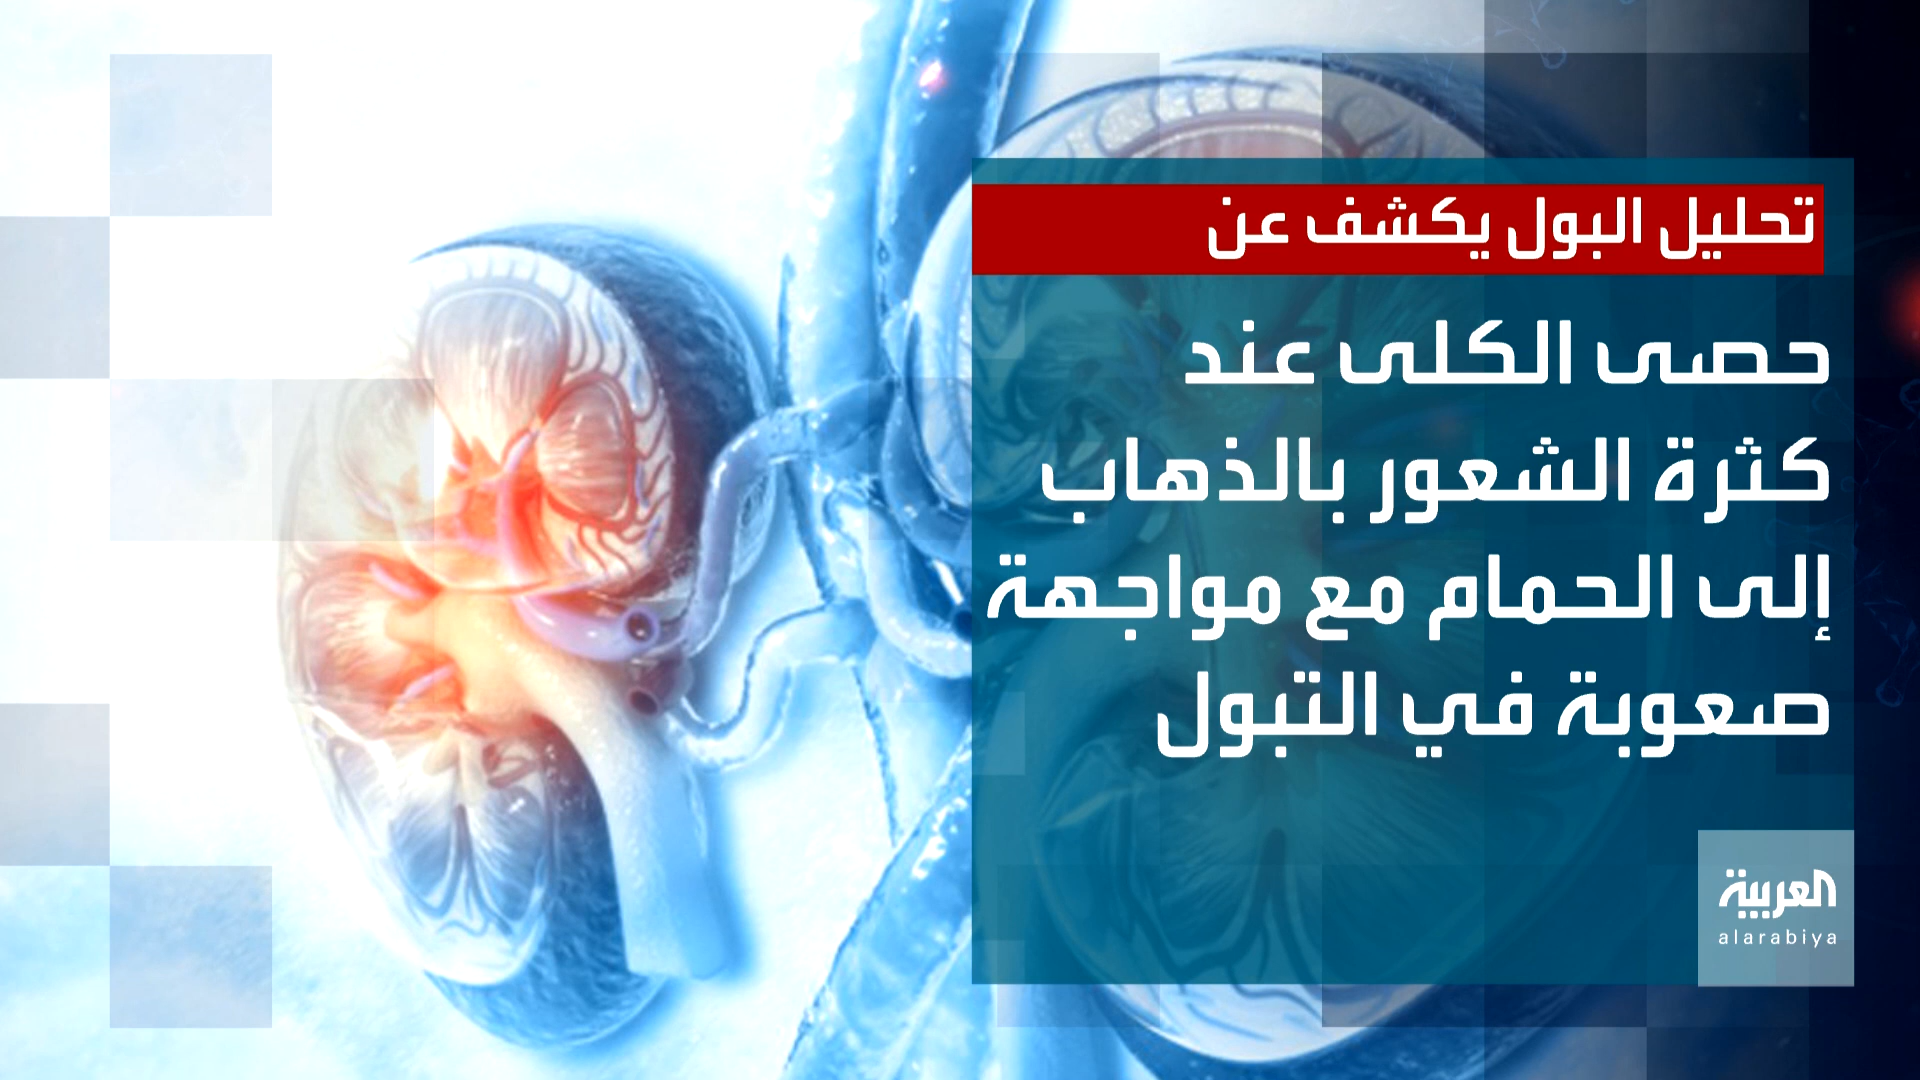 تحليل البول يكشف عن
حصى الكلى عند
كثرة الشعور بالذهاب
إلى الحمام مع مواجهة
صعوبة في التبول
العربية
alarabiya